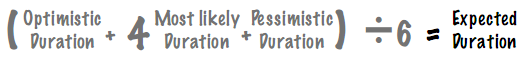 ( Optimistic Duration + 4 Most likely Duration + Pessimistic Duration ) ÷ 6 = Expected Duration